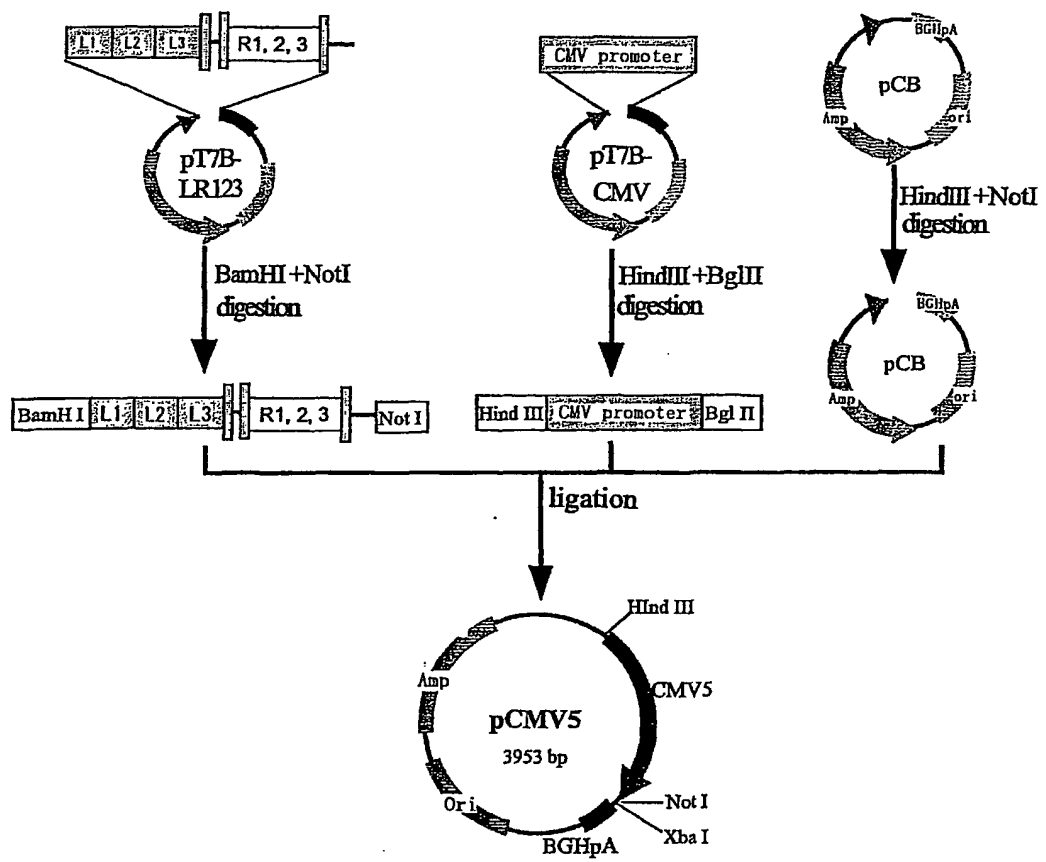 L1 L2 L3 R1, 2, 3
pT7B-
LR123
CMV promoter
pT7B-
CMV
BGHpA
pCB
Amp
ori
BamHI+NotI
digestion
HindIII+BglII
digestion
HindIII+NotI
digestion
BamH I L1 L2 L3 R1, 2, 3 Not I
Hind III CMV promoter Bgl II
BGHpA
pCB
Amp
ori
ligation
HInd III
Amp
CMV5
pCMV5
3953 bp
Ori
Not I
Xba I
BGHpA